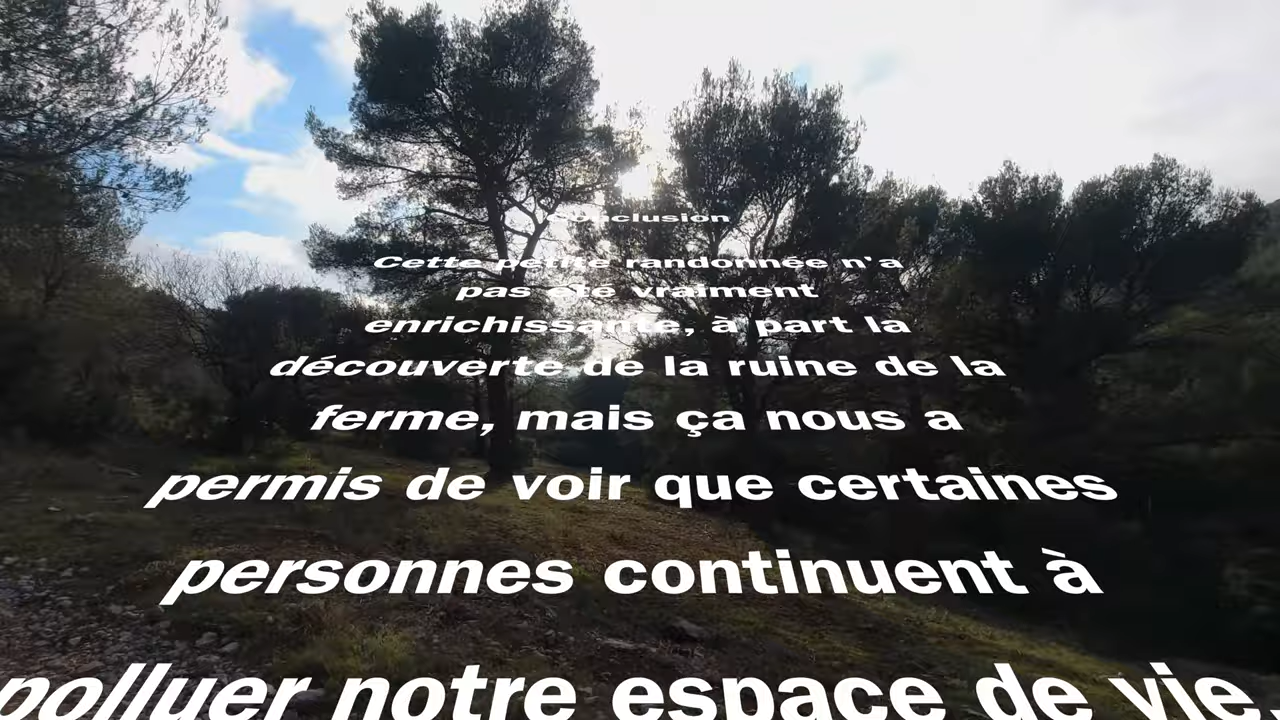 Conclusion
Cette petite randonnée n'a
pas été vraiment
enrichissante, à part la
découverte de la ruine de la
ferme, mais ça nous a
permis de voir que certaines
personnes continuent à
polluer notre espace de vie.